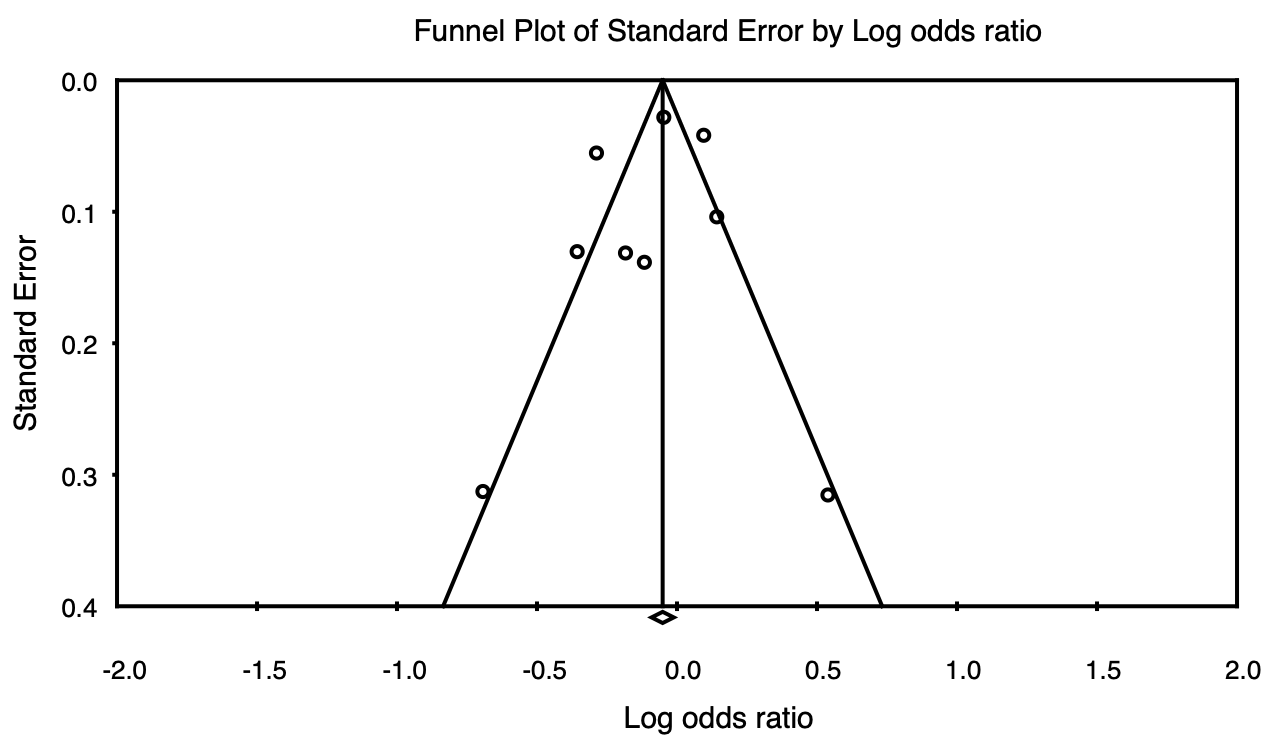 Funnel Plot of Standard Error by Log odds ratio
0.0
0.1
0.2
0.3
0.4
Standard Error
-2.0 -1.5 -1.0 -0.5 0.0 0.5 1.0 1.5 2.0
Log odds ratio